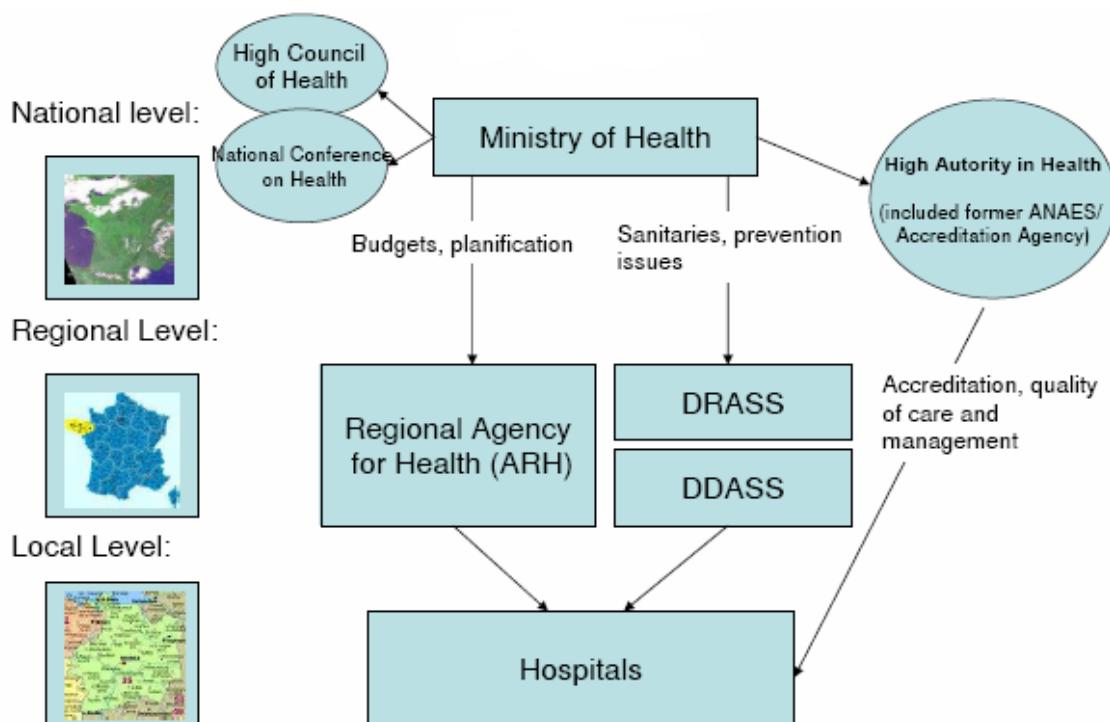 High Council
of Health
National level:
Ministry of Health
National Conference
on Health
High Autority in Health
(included former ANAES/
Accreditation Agency)
Budgets, planification
Sanitaries, prevention
issues
Regional Level:
Regional Agency
for Health (ARH)
DRASS
DDASS
Accreditation, quality
of care and
management
Local Level:
Hospitals